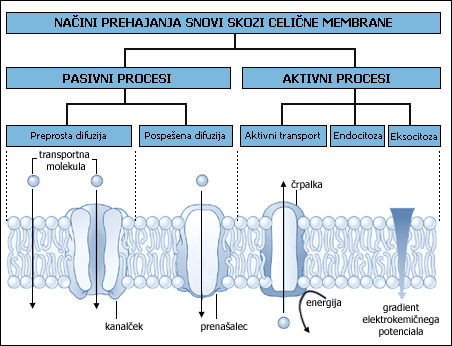 NAČINI PREHAJANJA SNOVI SKOZI CELIČNE MEMBRANE
PASIVNI PROCESI
AKTIVNI PROCESI
Preprosta difuzija
Pospešena difuzija
Aktivni transport
Endocitoza
Eksocitoza
transportna
molekula
črpalka
kanalček
prenašalec
energija
gradient
elektrokemičnega
potenciala